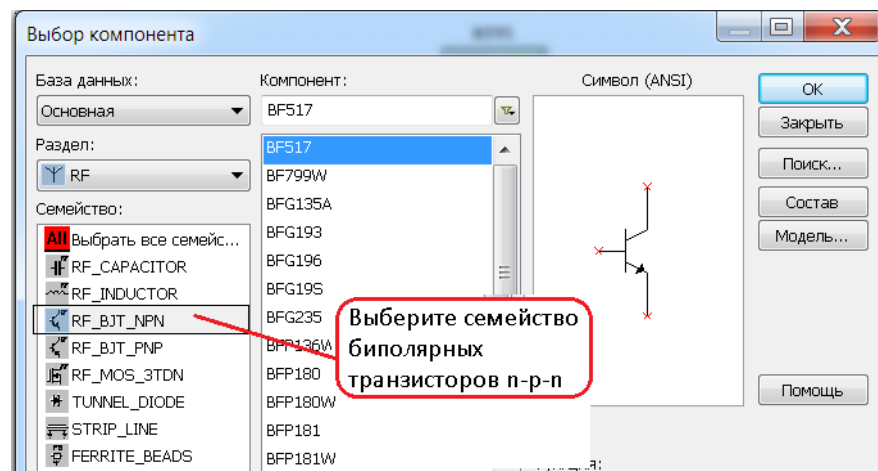 Выбор компонента
База данных:
Основная
Раздел:
RF
Семейство:
All Выбрать все семейс...
RF_CAPACITOR
RF_INDUCTOR
RF_BJT_NPN
RF_BJT_PNP
RF_MOS_3TDN
TUNNEL_DIODE
STRIP_LINE
FERRITE_BEADS
Компонент:
BF517
BF517
BF799W
BFG135A
BFG193
BFG196
BFG19S
BFG235
BFP136W
BFP180
BFP180W
BFP181
BFP181W
Выберите семейство
биполярных
транзисторов n-p-n
Символ (ANSI)
OK
Закрыть
Поиск...
Состав
Модель...
Помощь